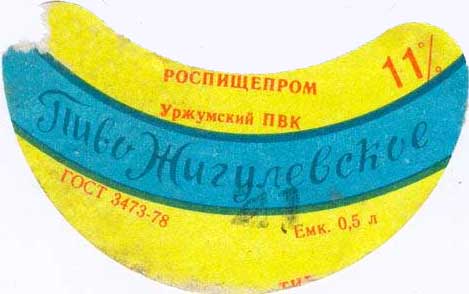 РОСПИЩЕПРОМ
11%
Уржумский ПВК
Пиво Жигулевское
ГОСТ 3473-78
Емк. 0,5 л